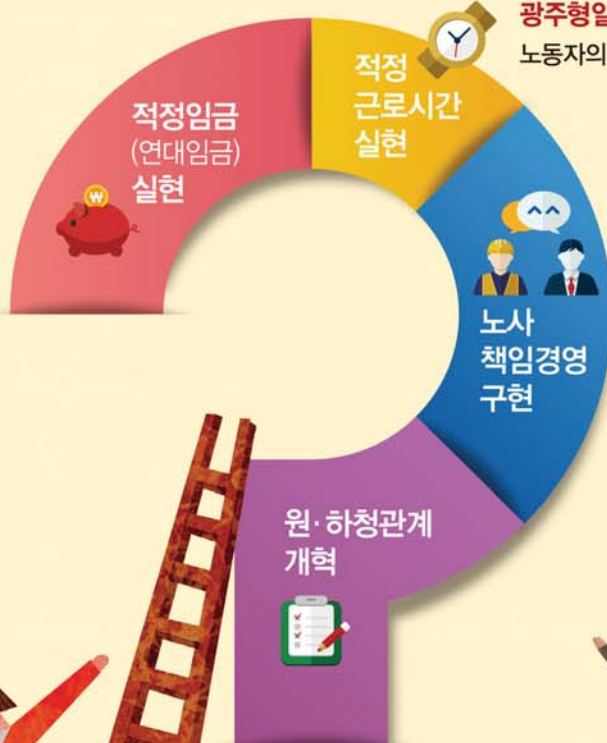 광주형일
노동자의
적정
근로시간
실현
적정임금
(연대임금)
실현
₩
노사
책임경영
구현
원·하청관계
개혁